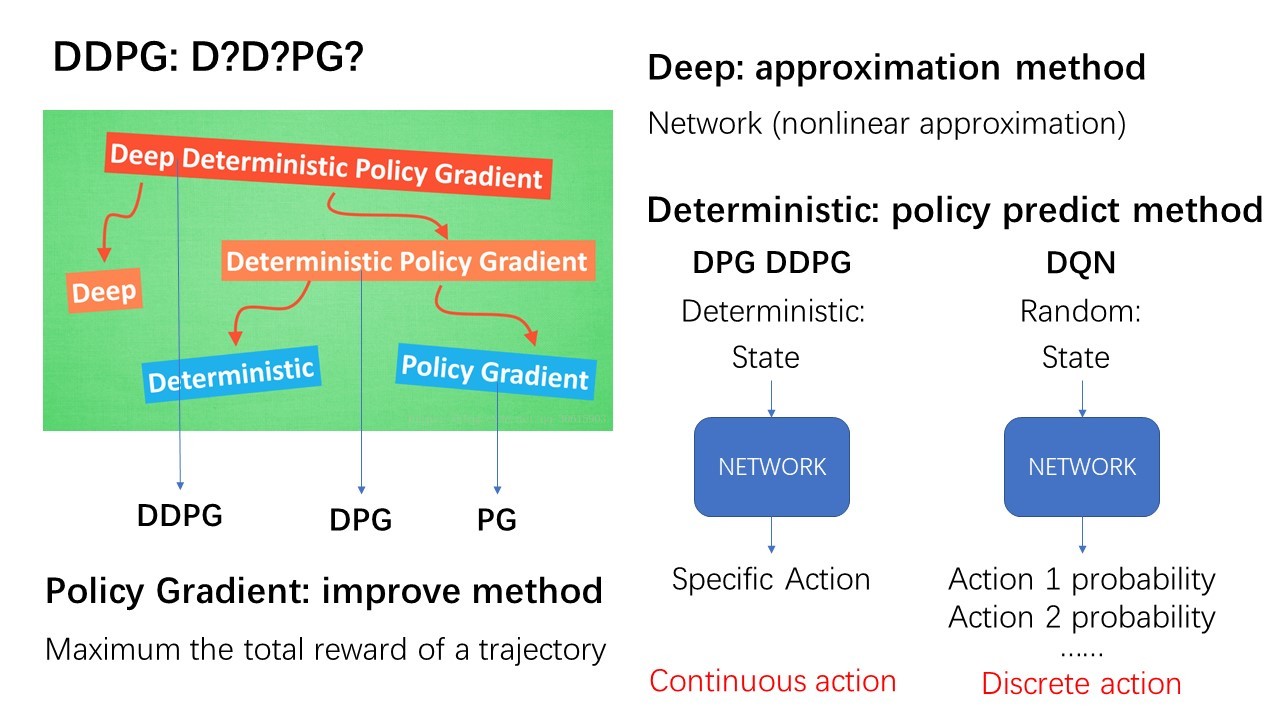 DDPG: D?D?PG?
Deep Deterministic Policy Gradient
Deterministic Policy Gradient
Deep
Deterministic
Policy Gradient
DDPG
DPG
PG
Policy Gradient: improve method
Maximum the total reward of a trajectory
Deep: approximation method
Network (nonlinear approximation)
Deterministic: policy predict method
DPG DDPG
Deterministic:
State
NETWORK
Specific Action
Continuous action
DQN
Random:
State
NETWORK
Action 1 probability
Action 2 probability
......
Discrete action